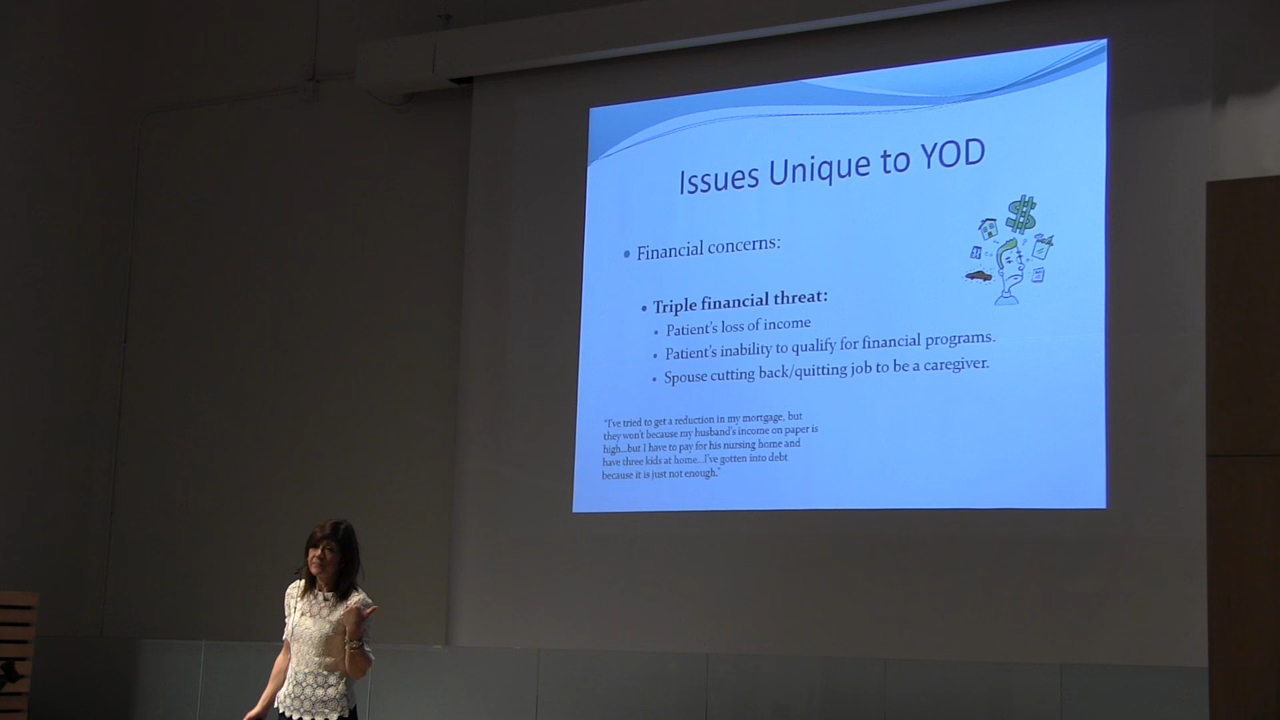 Issues Unique to YOD
• Financial concerns:
• Triple financial threat:
• Patient's loss of income
• Patient's inability to qualify for financial programs.
• Spouse cutting back/quitting job to be a caregiver.
"I've tried to get a reduction in my mortgage, but
they won't because my husband's income on paper is
high...but I have to pay for his nursing home and
have three kids at home...I've gotten into debt
because it is just not enough."
$